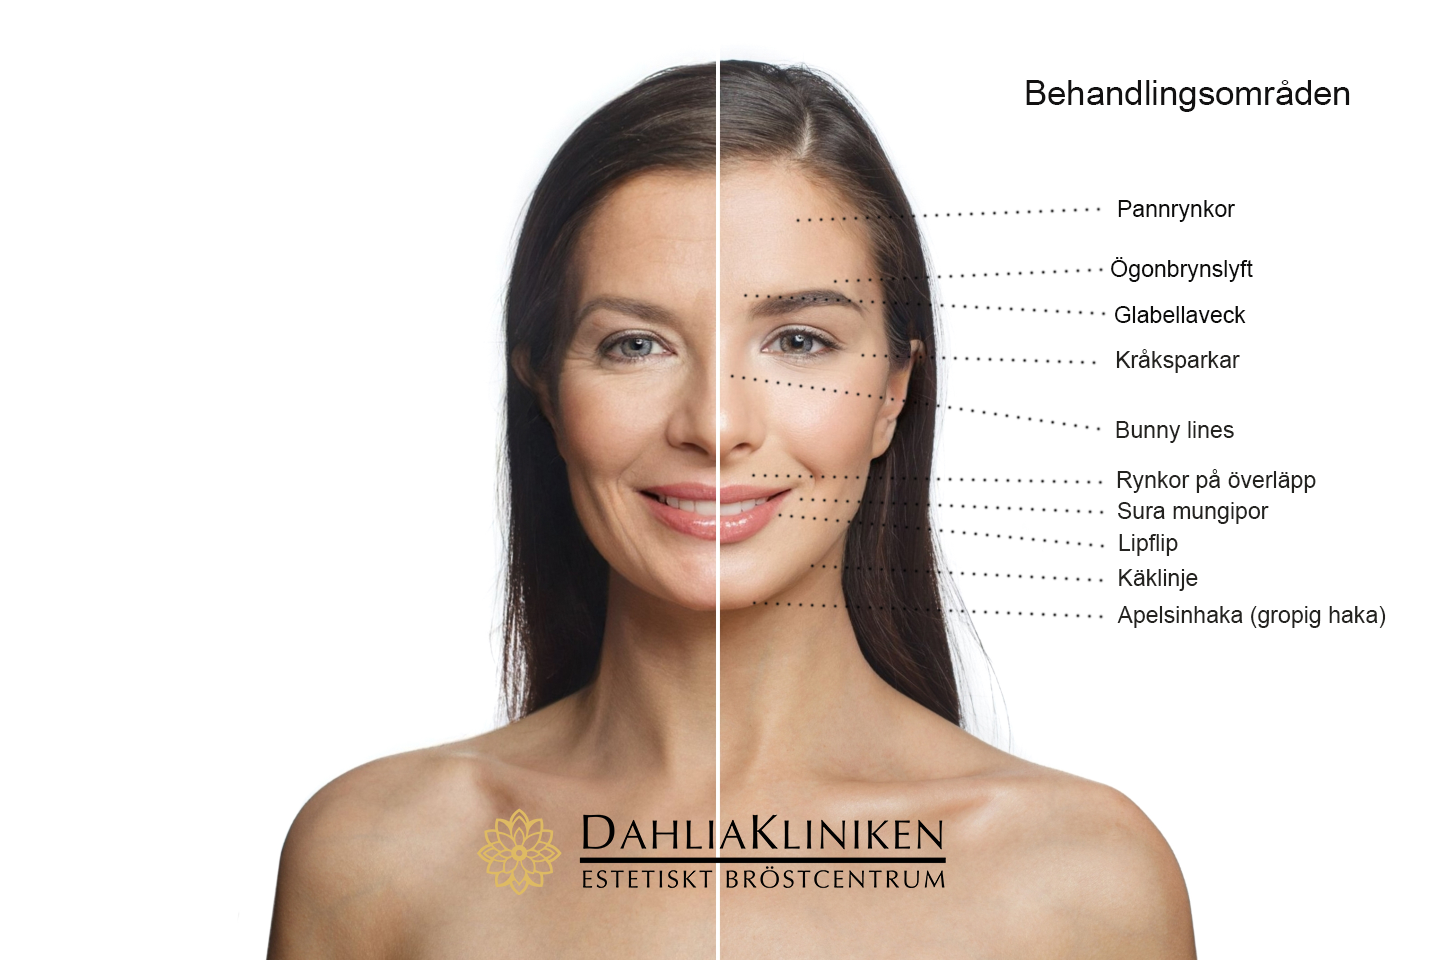 Behandlingsområden
Pannrynkor
Ögonbrynslyft
Glabellaveck
Kråksparkar
Bunny lines
Rynkor på överläpp
Sura mungipor
Lipflip
Käklinje
Apelsinhaka (gropig haka)
DAHLIAKLINIKEN
ESTETISKT BRÖSTCENTRUM